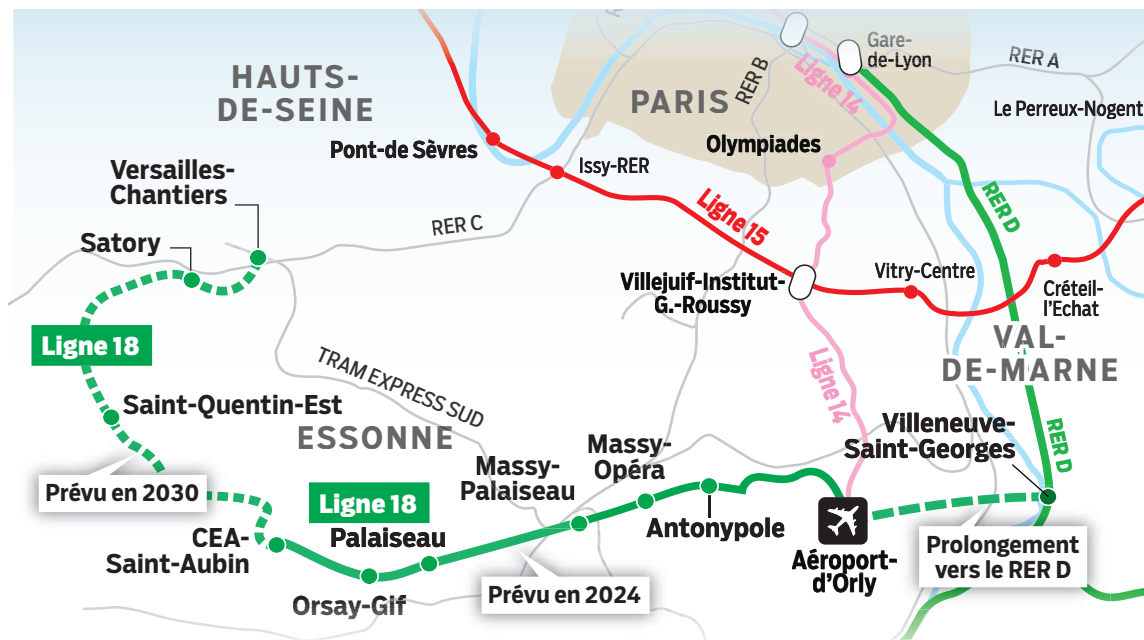 HAUTS-
DE-SEINE
PARIS
RER B
Ligne 14
Gare-
de-Lyon
RER A
Le Perreux-Nogent
Pont-de Sèvres
Issy-RER
Olympiades
Versailles-
Chantiers
Satory
RER C
Ligne 15
RER D
Villejuif-Institut-
G.-Roussy
Vitry-Centre
Créteil-
l'Echat
Ligne 18
VAL-
DE-MARNE
TRAM EXPRESS SUD
Ligne 14
Saint-Quentin-Est
ESSONNE
Villeneuve-
Saint-Georges
RER D
Massy-
Opéra
Massy-
Palaiseau
Prévu en 2030
Ligne 18
Palaiseau
Antonypole
CEA-
Saint-Aubin
Aéroport-
d'Orly
Prolongement
vers le RER D
Orsay-Gif
Prévu en 2024